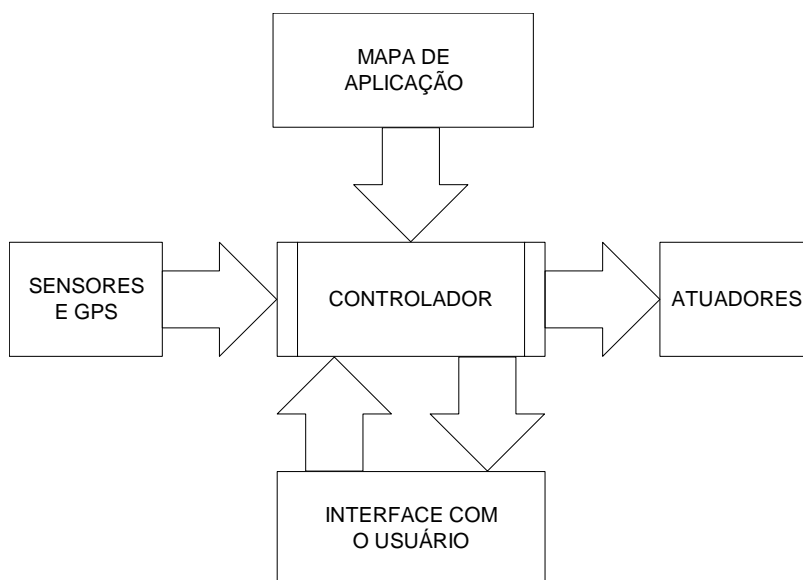 MAPA DE
APLICAÇÃO
SENSORES
E GPS
CONTROLADOR
ATUADORES
INTERFACE COM
O USUÁRIO